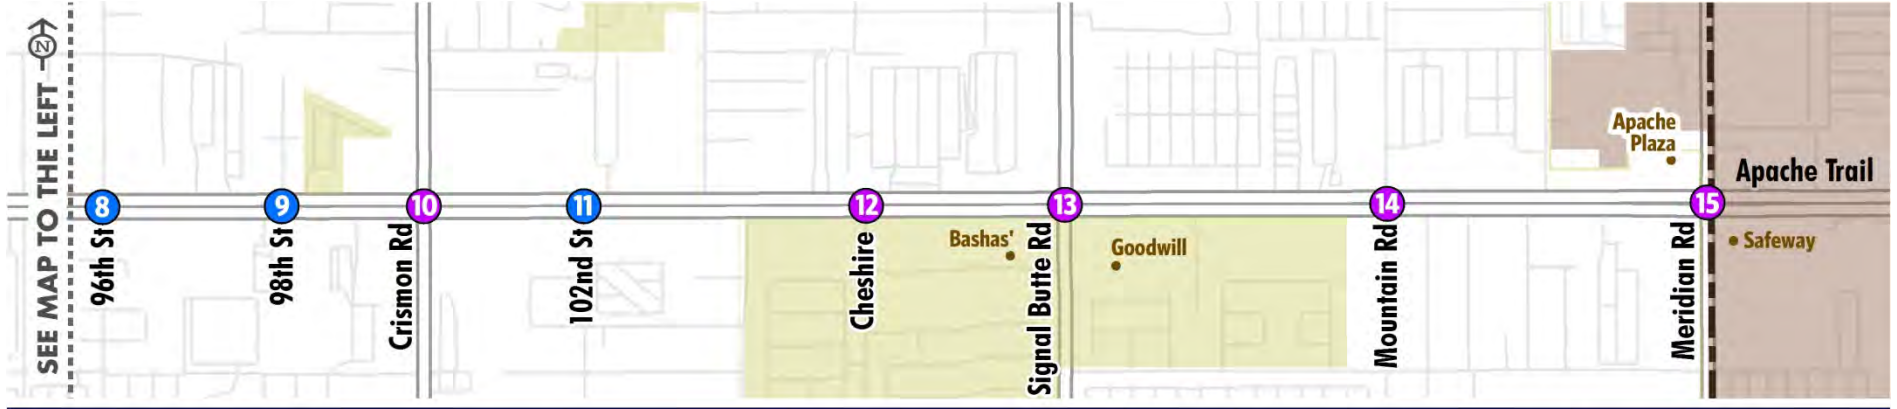 SEE MAP TO THE LEFT
N
8
9
10
11
12
13
14
15
96th St
98th St
Crismon Rd
102nd St
Cheshire
Signal Butte Rd
Mountain Rd
Meridian Rd
Bashas'
Goodwill
Apache
Plaza
Apache Trail
Safeway